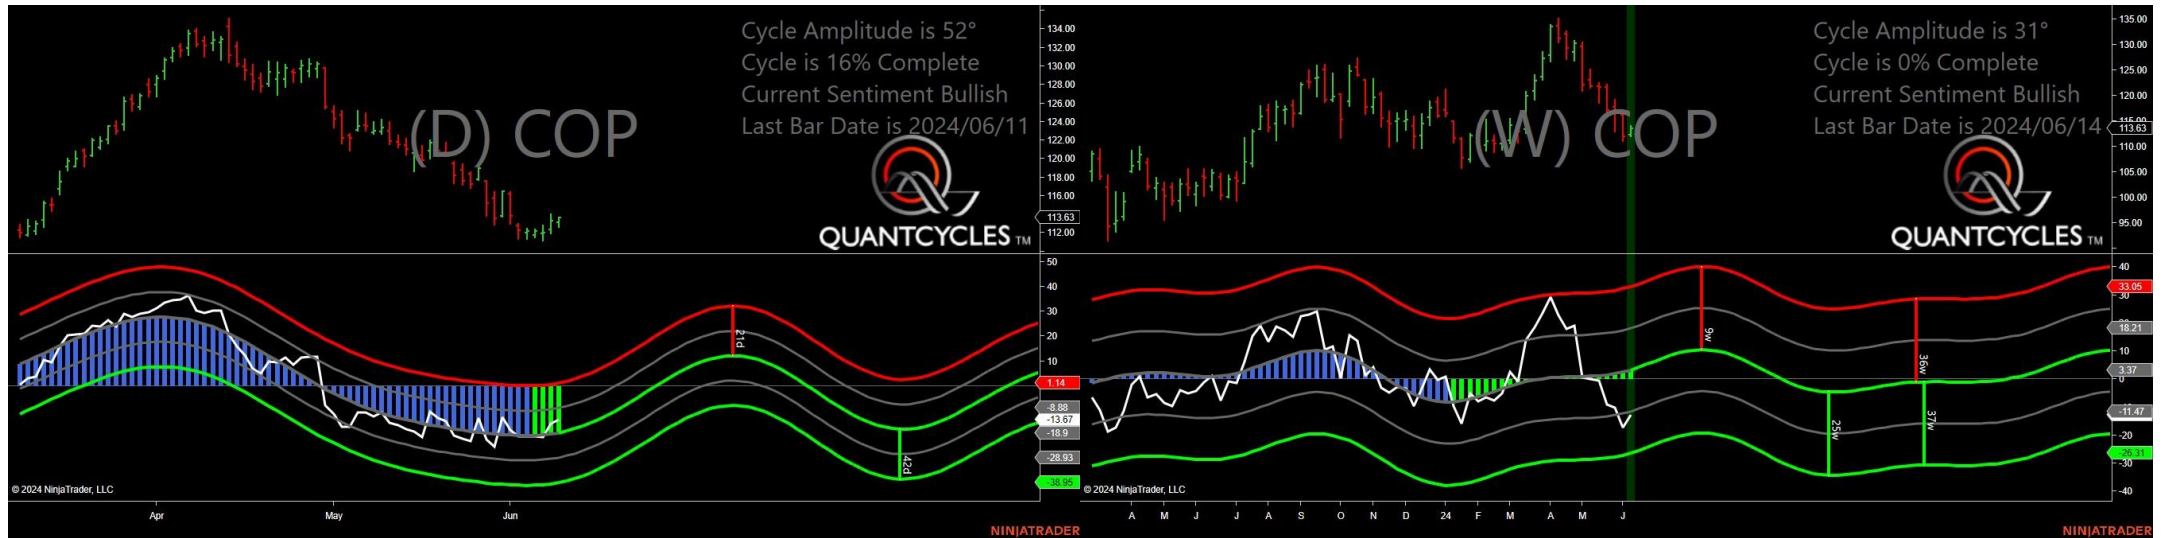 Cycle Amplitude is 52°
Cycle is 16% Complete
Current Sentiment Bullish
Last Bar Date is 2024/06/11
(D) COP
QUANTCYCLES TM
134.00
132.00
130.00
128.00
126.00
124.00
122.00
120.00
118.00
116.00
113.63
112.00
50
40
30
20
10
1.14
-8.88
-13.67
-18.9
-28.93
-38.95
21d
42d
© 2024 NinjaTrader, LLC
Apr May Jun
NINJATRADER
Cycle Amplitude is 31°
Cycle is 0% Complete
Current Sentiment Bullish
Last Bar Date is 2024/06/14
(W) COP
QUANTCYCLES TM
135.00
130.00
125.00
120.00
115.00
113.63
110.00
105.00
100.00
95.00
40
33.05
30
18.21
10
3.37
0
-11.47
-20
-26.31
-30
-40
9w
25w
36w
37w
© 2024 NinjaTrader, LLC
A M J J A S O N D 24 F M A M J
NINJATRADER